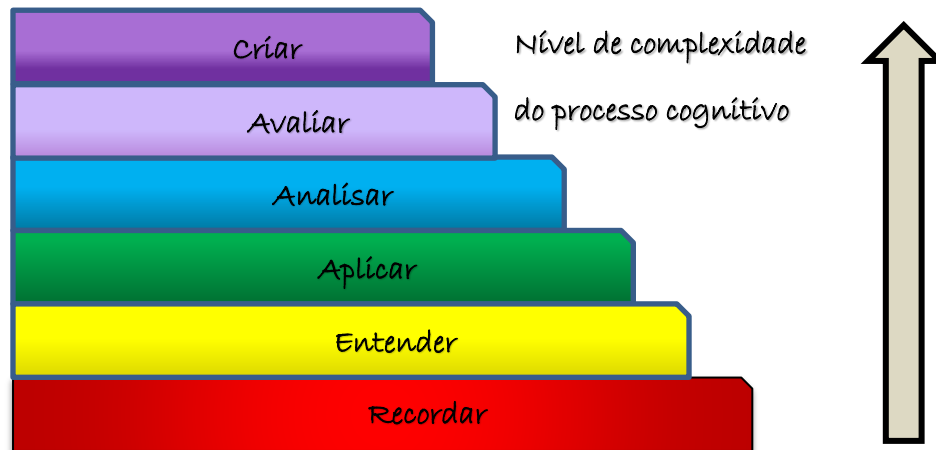 Criar
Nível de complexidade
do processo cognitivo
Avaliar
Analisar
Aplicar
Entender
Recordar